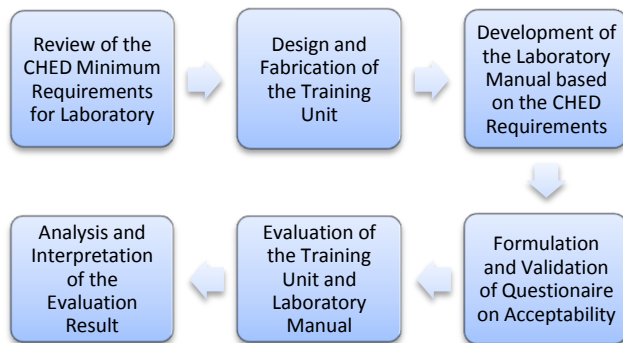 Review of the
CHED Minimum
Requirements
for Laboratory
Design and
Fabrication of
the Training
Unit
Development of
the Laboratory
Manual based
on the CHED
Requirements
Formulation
and Validation
of Questionaire
on Acceptability
Evaluation of
the Training
Unit and
Laboratory
Manual
Analysis and
Interpretation
of the
Evaluation
Result